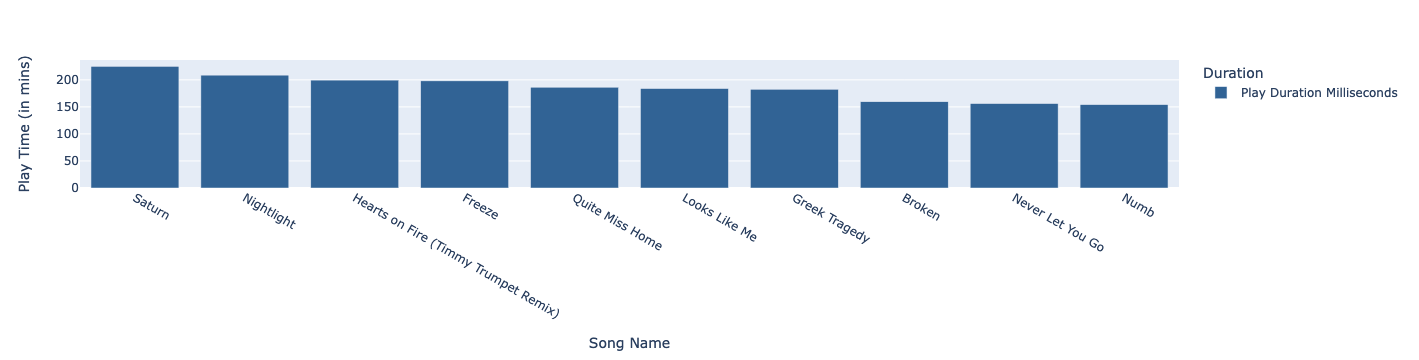 Play Time (in mins)
200
150
100
50
0
Saturn
Nightlight
Hearts on Fire (Timmy Trumpet Remix)
Freeze
Quite Miss Home
Looks Like Me
Greek Tragedy
Broken
Never Let You Go
Numb
Song Name
Duration
Play Duration Milliseconds